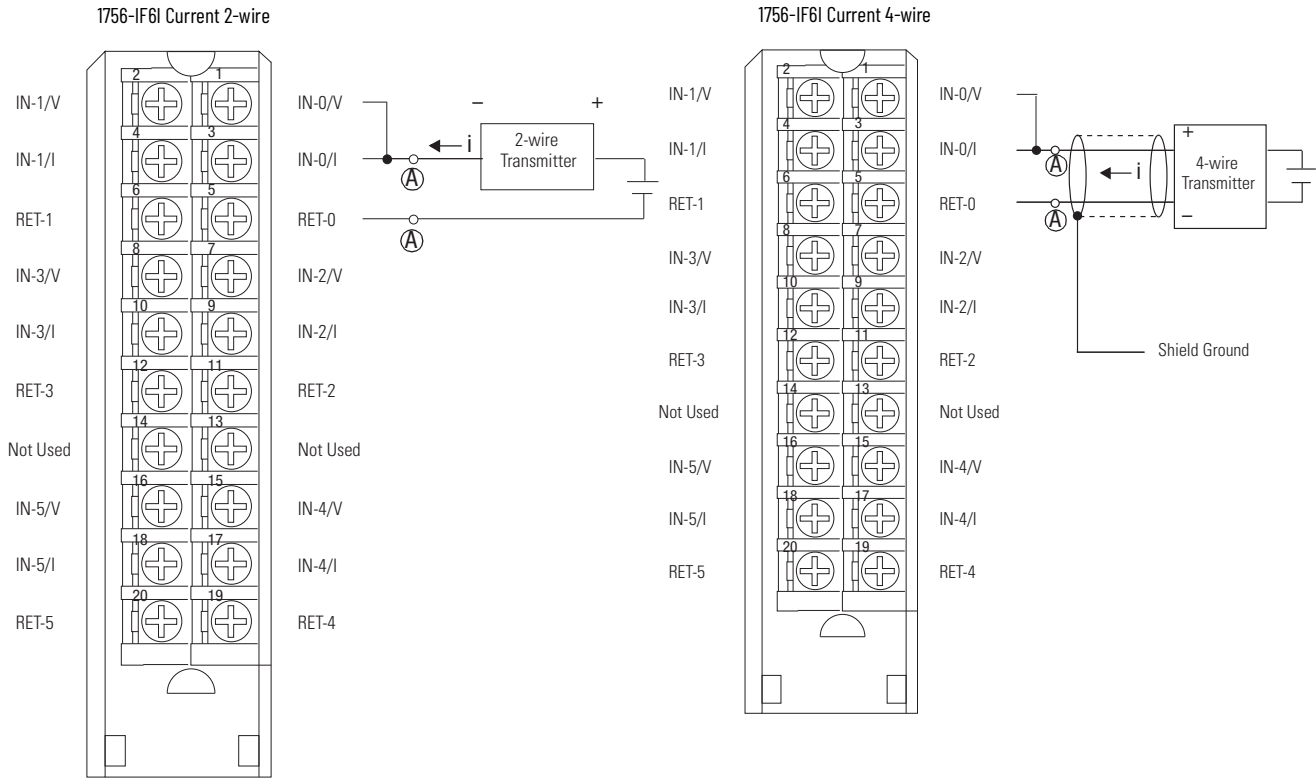 1756-IF6I Current 2-wire
2 1
IN-1/V IN-0/V
4 3
IN-1/I IN-0/I
6 5
RET-1 RET-0
8 7
IN-3/V IN-2/V
10 9
IN-3/I IN-2/I
12 11
RET-3 RET-2
14 13
Not Used Not Used
16 15
IN-5/V IN-4/V
18 17
IN-5/I IN-4/I
20 19
RET-5 RET-4
– +
i
2-wire
Transmitter
A
A
1756-IF6I Current 4-wire
2 1
IN-1/V IN-0/V
4 3
IN-1/I IN-0/I
6 5
RET-1 RET-0
8 7
IN-3/V IN-2/V
10 9
IN-3/I IN-2/I
12 11
RET-3 RET-2
14 13
Not Used Not Used
16 15
IN-5/V IN-4/V
18 17
IN-5/I IN-4/I
20 19
RET-5 RET-4
+
A
i
4-wire
Transmitter
A
–
Shield Ground